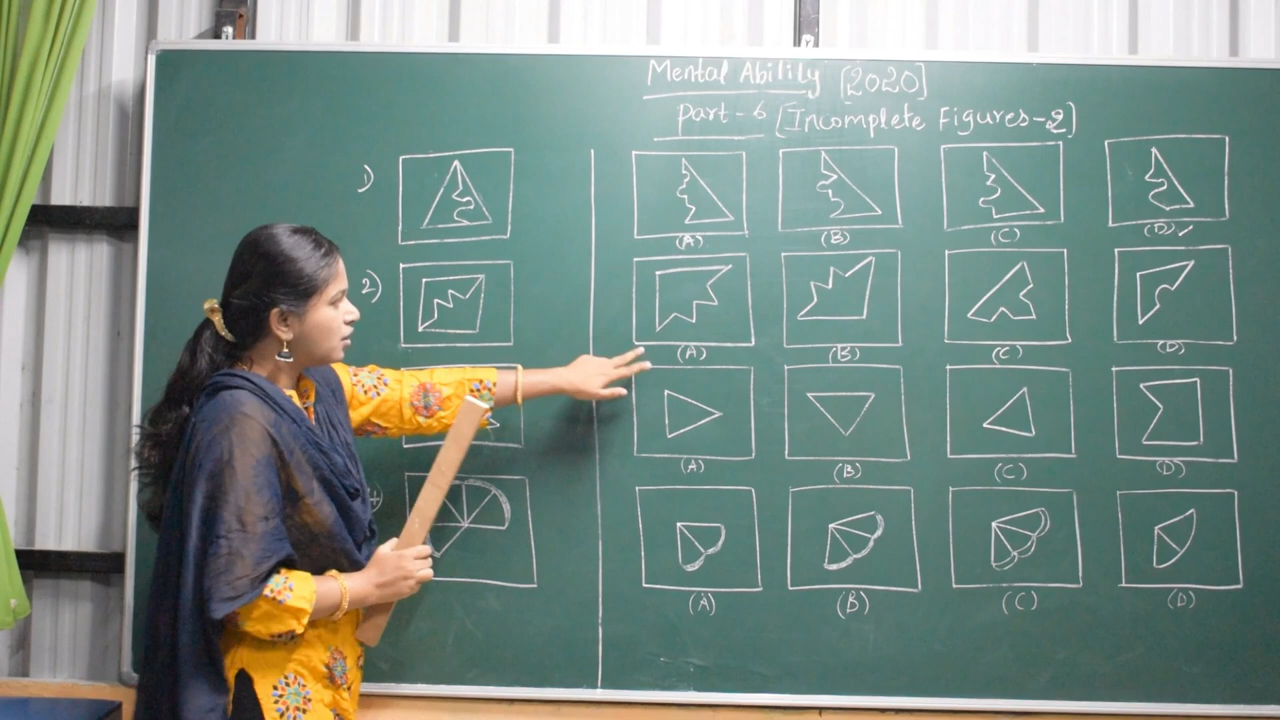 Mental Ability [2020]
Part-6 [Incomplete Figures-2]
1)
(A) (B) (C) (D) ✓
2)
(A) (B) (C) (D)
(A) (B) (C) (D)
(A) (B) (C) (D)